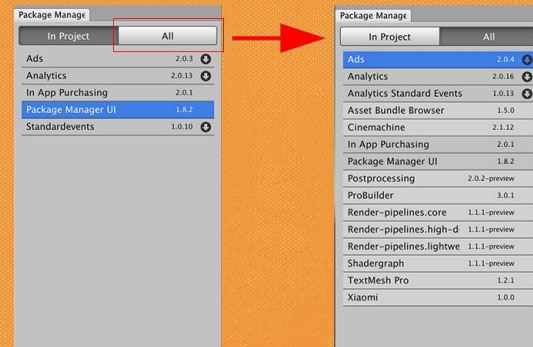 Package Manage
In Project All
Ads 2.0.3
Analytics 2.0.13
In App Purchasing 2.0.1
Package Manager UI 1.8.2
Standardevents 1.0.10
Package Manage
In Project All
Ads 2.0.4
Analytics 2.0.16
Analytics Standard Events 1.0.13
Asset Bundle Browser 1.5.0
Cinemachine 2.1.12
In App Purchasing 2.0.1
Package Manager UI 1.8.2
Postprocessing 2.0.2-preview
ProBuilder 3.0.1
Render-pipelines.core 1.1.1-preview
Render-pipelines.high-d 1.1.1-preview
Render-pipelines.lightwe 1.1.1-preview
Shadergraph 1.1.1-preview
TextMesh Pro 1.2.1
Xiaomi 1.0.0